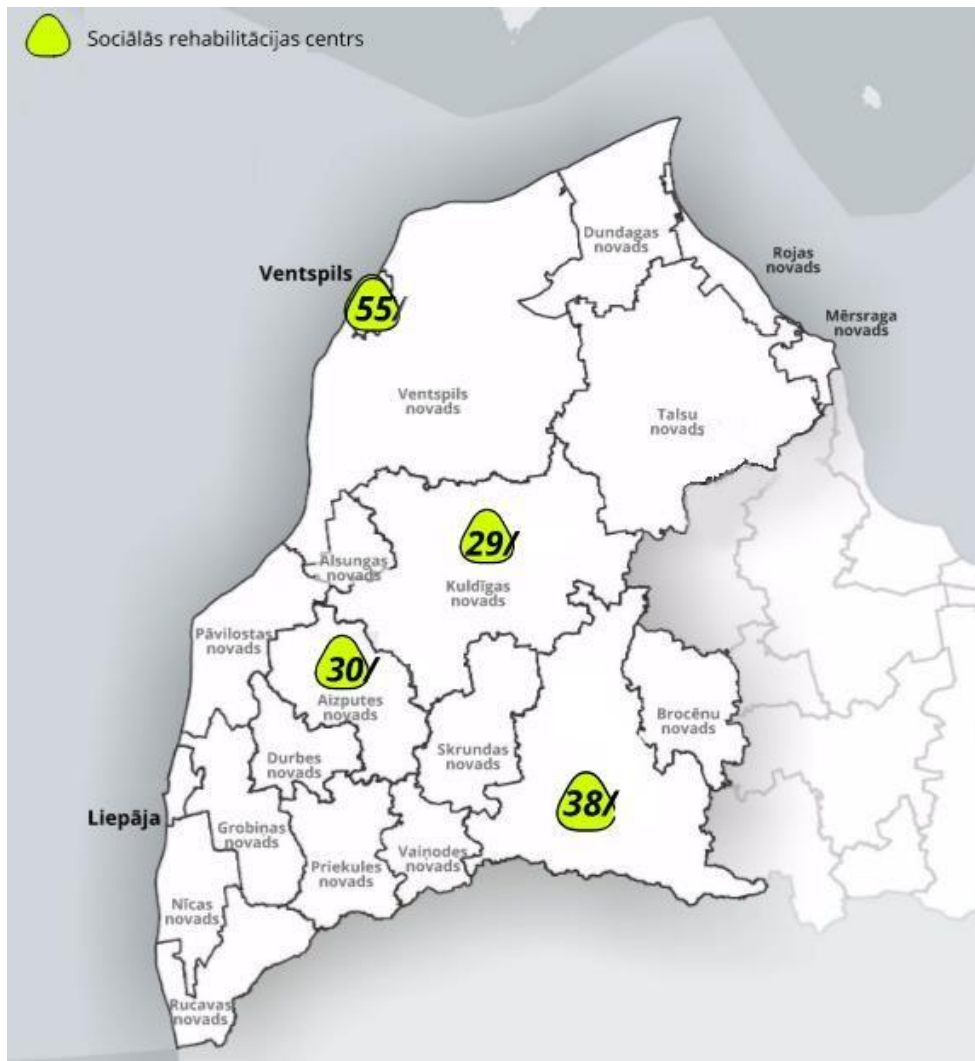 Sociālās rehabilitācijas centrs
Dundagas
novads
Rojas
novads
Ventspils
55/
Mērsraga
novads
Ventspils
novads
Talsu
novads
29/
Alsungas
novads
Kuldīgas
novads
Pāvilostas
novads
30/
Aizputes
novads
Brocēnu
novads
Skrundas
novads
Durbes
novads
38/
Liepāja
Grobiņas
novads
Vaiņodes
novads
Priekules
novads
Nīcas
novads
Rucavas
novads